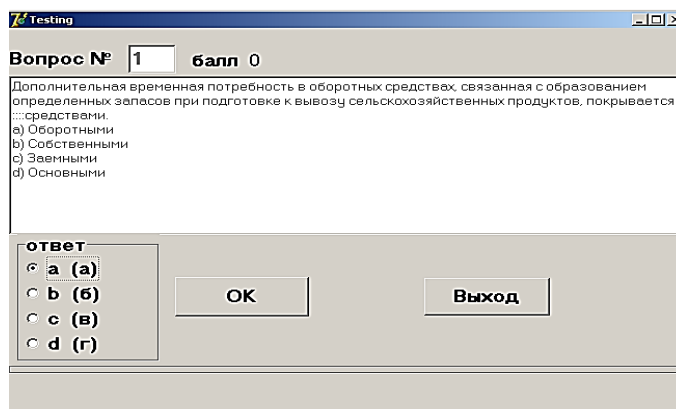 Testing
Вопрос № 1 балл 0
Дополнительная временная потребность в оборотных средствах, связанная с образованием
определенных запасов при подготовке к вывозу сельскохозяйственных продуктов, покрывается
::::средствами.
a) Оборотными
b) Собственными
c) Заемными
d) Основными
ответ
a (а)
b (б)
c (в)
d (г)
OK
Выход